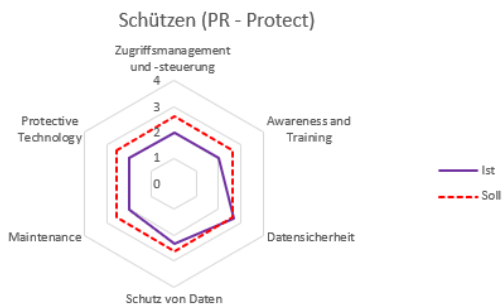 Schützen (PR - Protect)
Zugriffsmanagement
und -steuerung
4
3
2
1
0
Protective
Technology
Awareness and
Training
Ist
Soll
Maintenance
Datensicherheit
Schutz von Daten